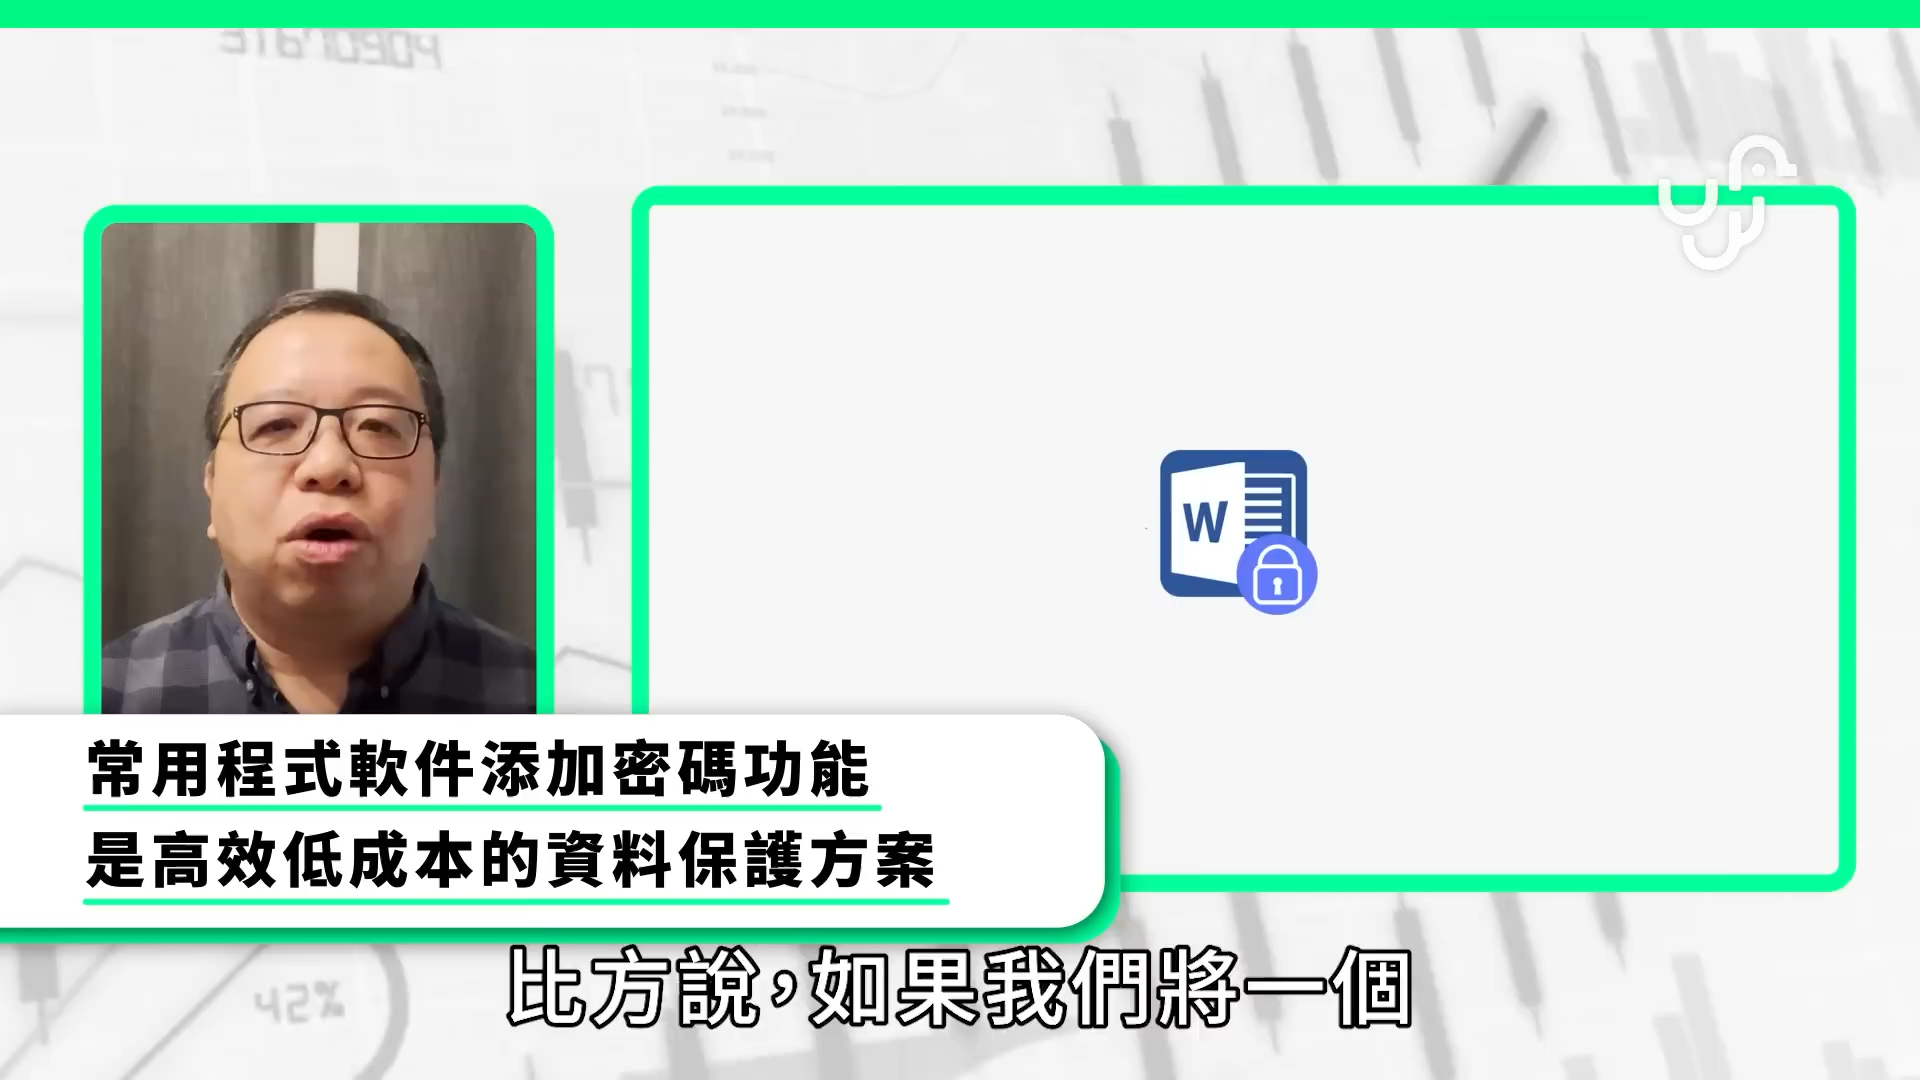 W
常用程式軟件添加密碼功能
是高效低成本的資料保護方案
42%
比方說，如果我們將一個